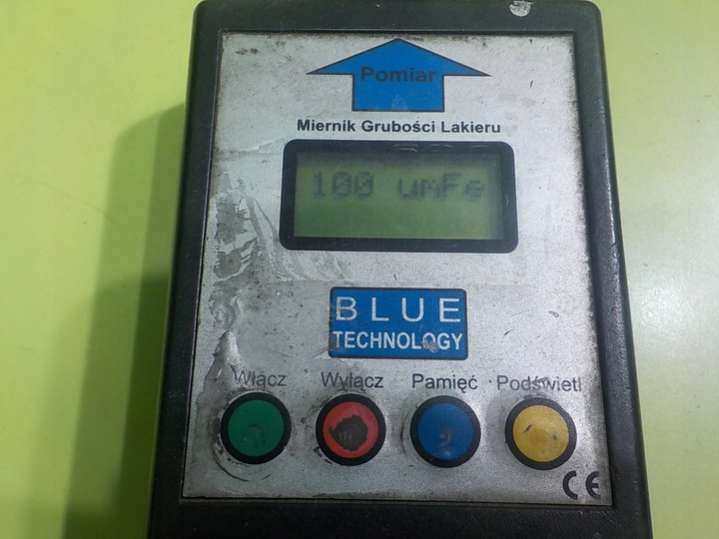 Pomiar
Miernik Grubości Lakieru
100 umFe
BLUE
TECHNOLOGY
Włącz Wyłącz Pamięć Podświetl
CE